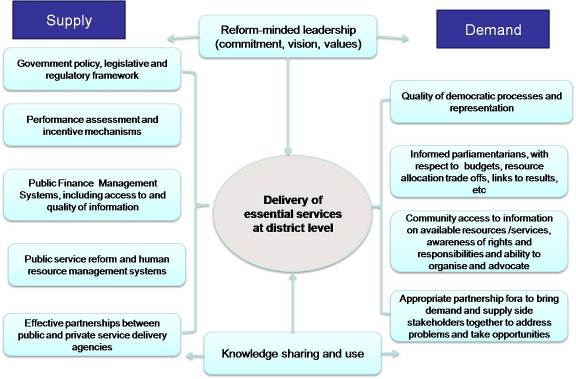 Supply
Reform-minded leadership
(commitment, vision, values)
Demand
Government policy, legislative and
regulatory framework
Performance assessment and
incentive mechanisms
Public Finance Management
Systems, including access to and
quality of information
Public service reform and human
resource management systems
Effective partnerships between
public and private service delivery
agencies
Delivery of
essential services
at district level
Quality of democratic processes and
representation
Informed parliamentarians, with
respect to budgets, resource
allocation trade offs, links to results,
etc
Community access to information
on available resources /services,
awareness of rights and
responsibilities and ability to
organise and advocate
Appropriate partnership fora to bring
demand and supply side
stakeholders together to address
problems and take opportunities
Knowledge sharing and use